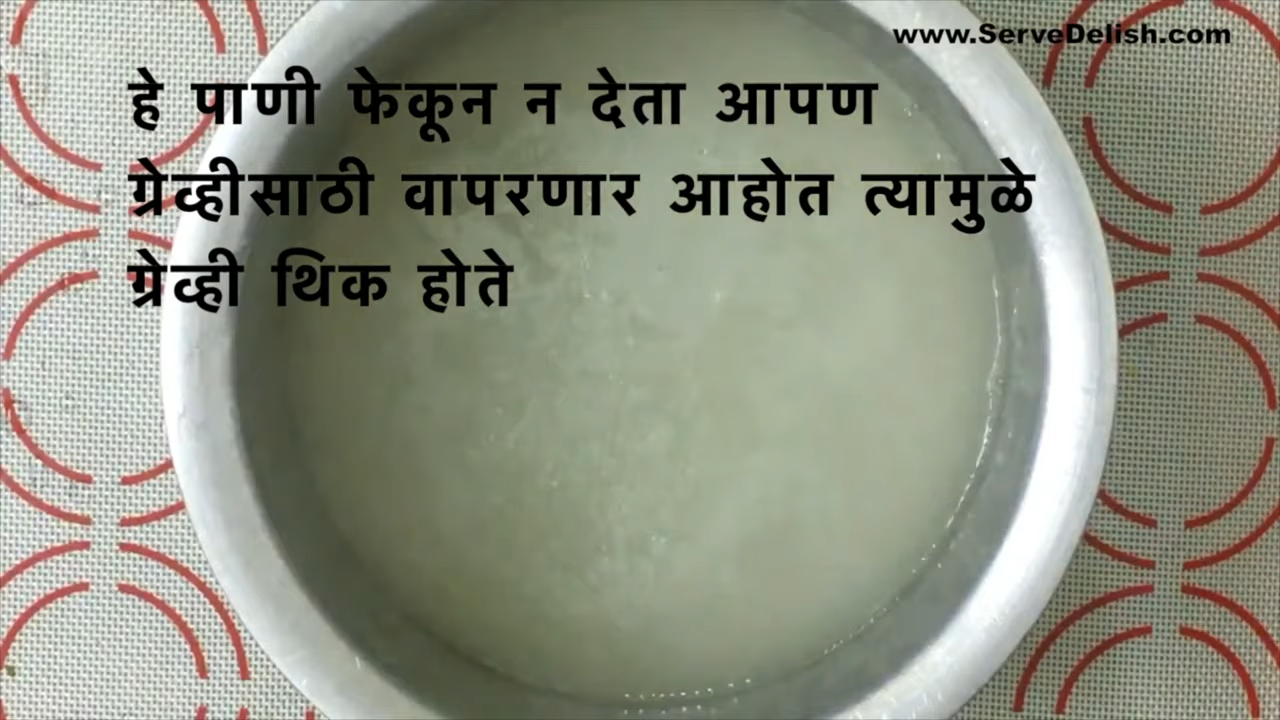 www.ServeDelish.com
हे पाणी फेकून न देता आपण
ग्रेव्हीसाठी वापरणार आहोत त्यामुळे
ग्रेव्ही थिक होते